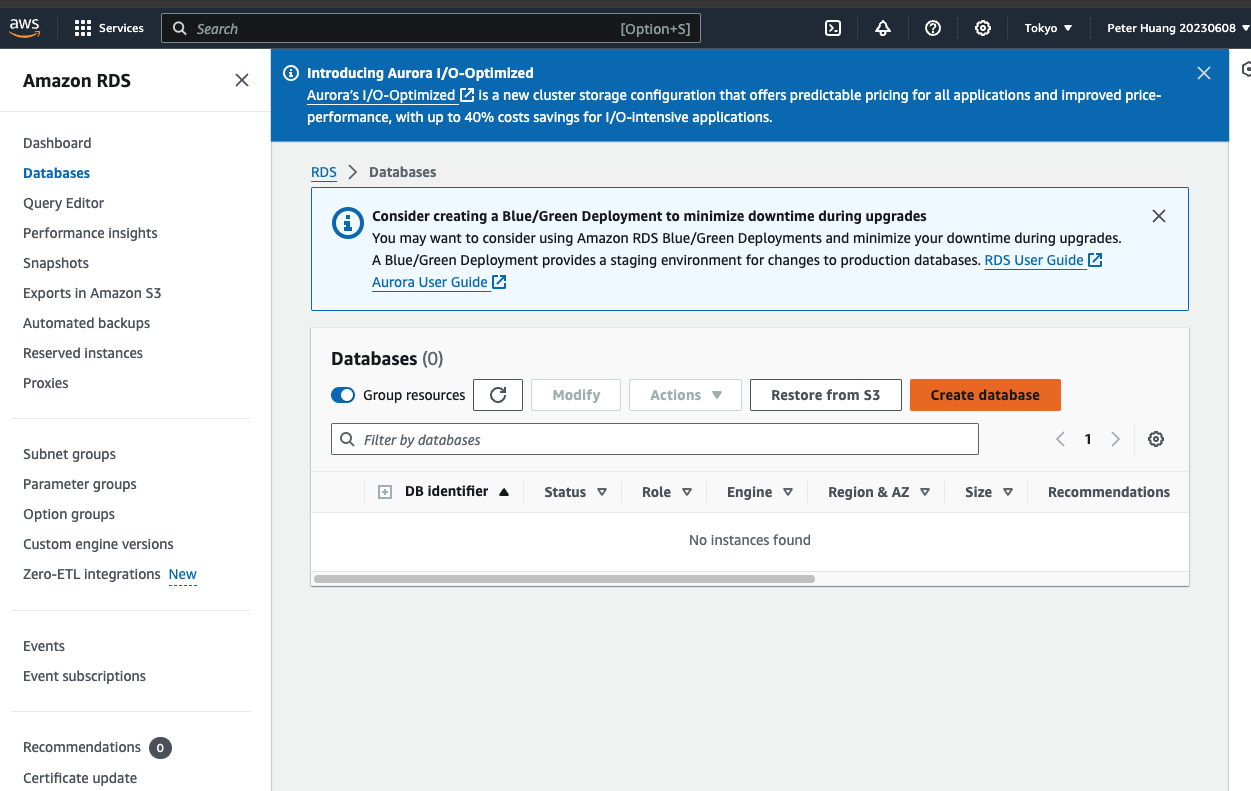 aws
Services
Search
[Option+S]
Tokyo
Peter Huang 20230608
Amazon RDS
Dashboard
Databases
Query Editor
Performance insights
Snapshots
Exports in Amazon S3
Automated backups
Reserved instances
Proxies
Subnet groups
Parameter groups
Option groups
Custom engine versions
Zero-ETL integrations New
Events
Event subscriptions
Recommendations 0
Certificate update
Introducing Aurora I/O-Optimized
Aurora's I/O-Optimized is a new cluster storage configuration that offers predictable pricing for all applications and improved price-
performance, with up to 40% costs savings for I/O-intensive applications.
RDS > Databases
Consider creating a Blue/Green Deployment to minimize downtime during upgrades
You may want to consider using Amazon RDS Blue/Green Deployments and minimize your downtime during upgrades.
A Blue/Green Deployment provides a staging environment for changes to production databases. RDS User Guide
Aurora User Guide
Databases (0)
Group resources
Modify
Actions
Restore from S3
Create database
Filter by databases
1
DB identifier
Status
Role
Engine
Region & AZ
Size
Recommendations
No instances found